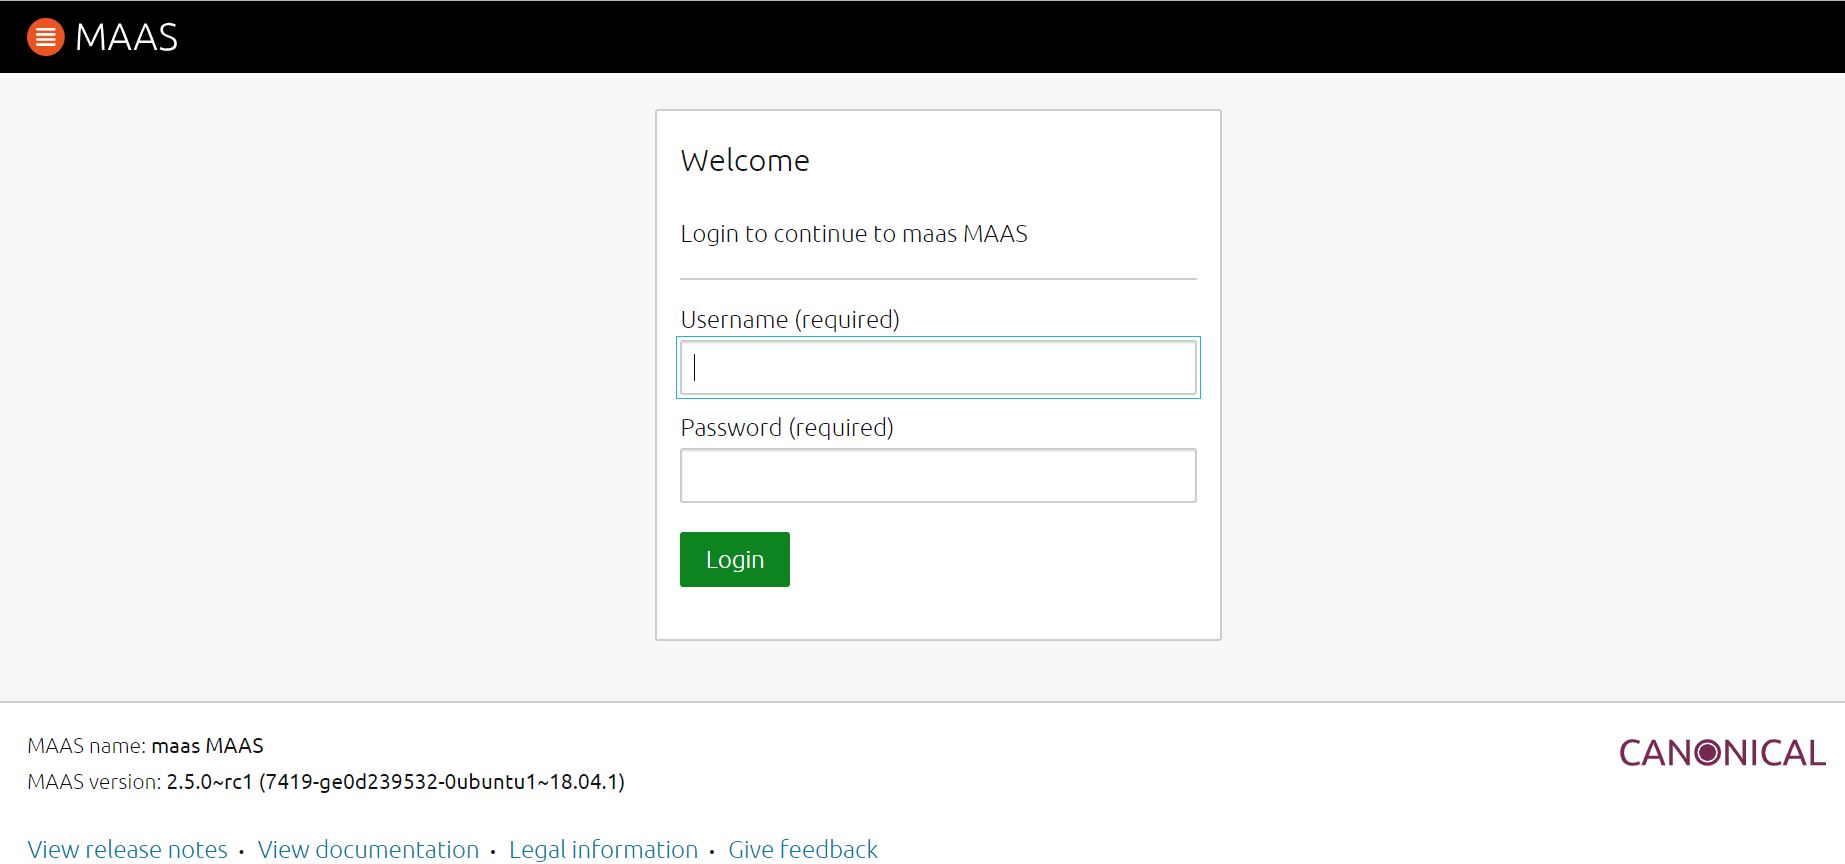 MAAS
Welcome
Login to continue to maas MAAS
Username (required)
Password (required)
Login
MAAS name: maas MAAS
MAAS version: 2.5.0~rc1 (7419-ge0d239532-0ubuntu1~18.04.1)
CANONICAL
View release notes • View documentation • Legal information • Give feedback